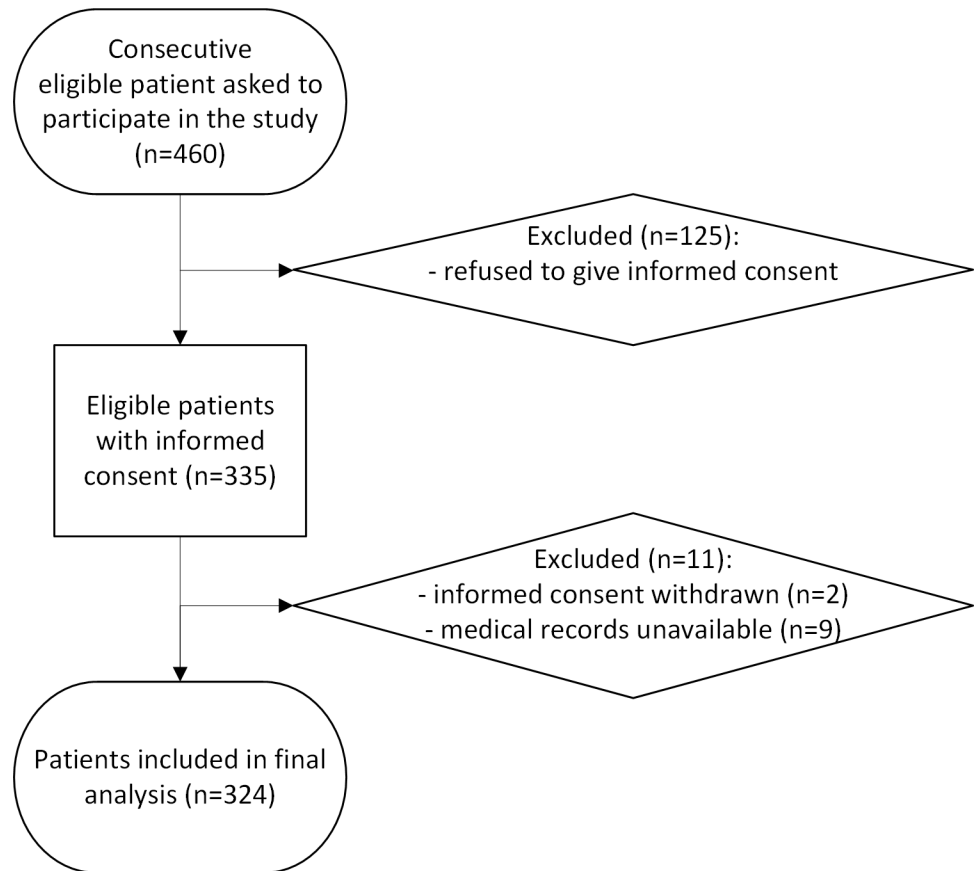 Consecutive
eligible patient asked to
participate in the study
(n=460)
Excluded (n=125):
- refused to give informed consent
Eligible patients
with informed
consent (n=335)
Excluded (n=11):
- informed consent withdrawn (n=2)
- medical records unavailable (n=9)
Patients included in final
analysis (n=324)